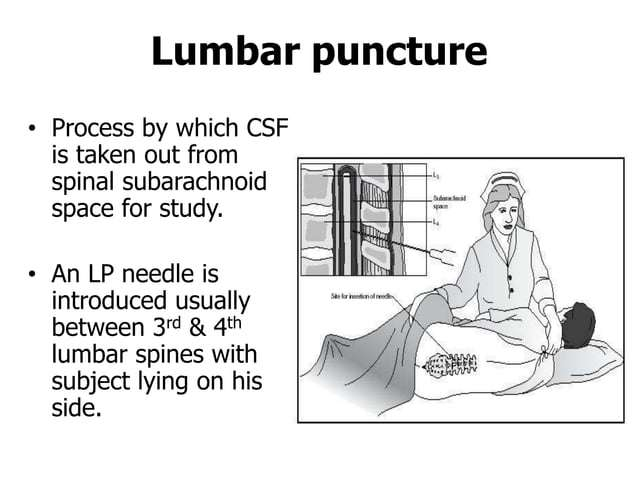 Lumbar puncture
• Process by which CSF
is taken out from
spinal subarachnoid
space for study.
• An LP needle is
introduced usually
between 3rd & 4th
lumbar spines with
subject lying on his
side.
L3
Subarachnoid
space
L4
Site for insertion of needle